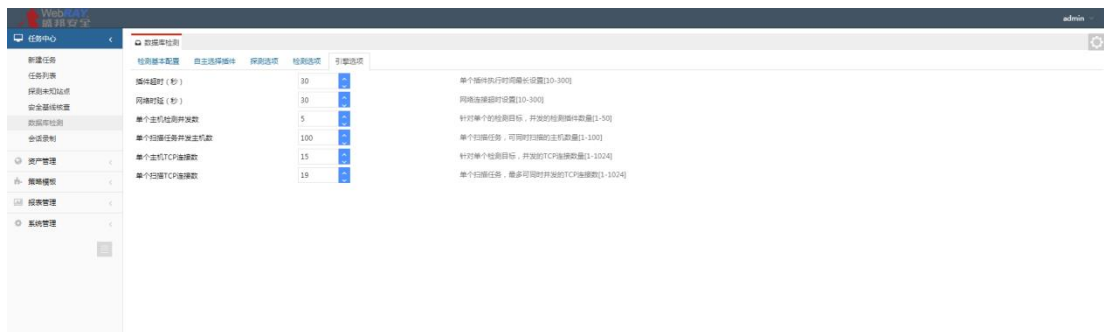 WebRAY
盛邦安全
admin
任务中心
数据库检测
新建任务
任务列表
探测未知站点
安全基线核查
数据库检测
会话录制
资产管理
策略模板
报表管理
系统管理
检测基本配置 自主选择插件 探测选项 检测选项 引擎选项
插件超时（秒） 30 单个插件执行时间最长设置[10-300]
网络时延（秒） 30 网络连接超时设置[10-300]
单个主机检测并发数 5 针对单个的检测目标，并发的检测插件数量[1-50]
单个扫描任务并发主机数 100 单个扫描任务，可同时扫描的主机数量[1-100]
单个主机TCP连接数 15 针对单个检测目标，并发的TCP连接数量[1-1024]
单个扫描TCP连接数 19 单个扫描任务，最多可同时并发的TCP连接数[1-1024]